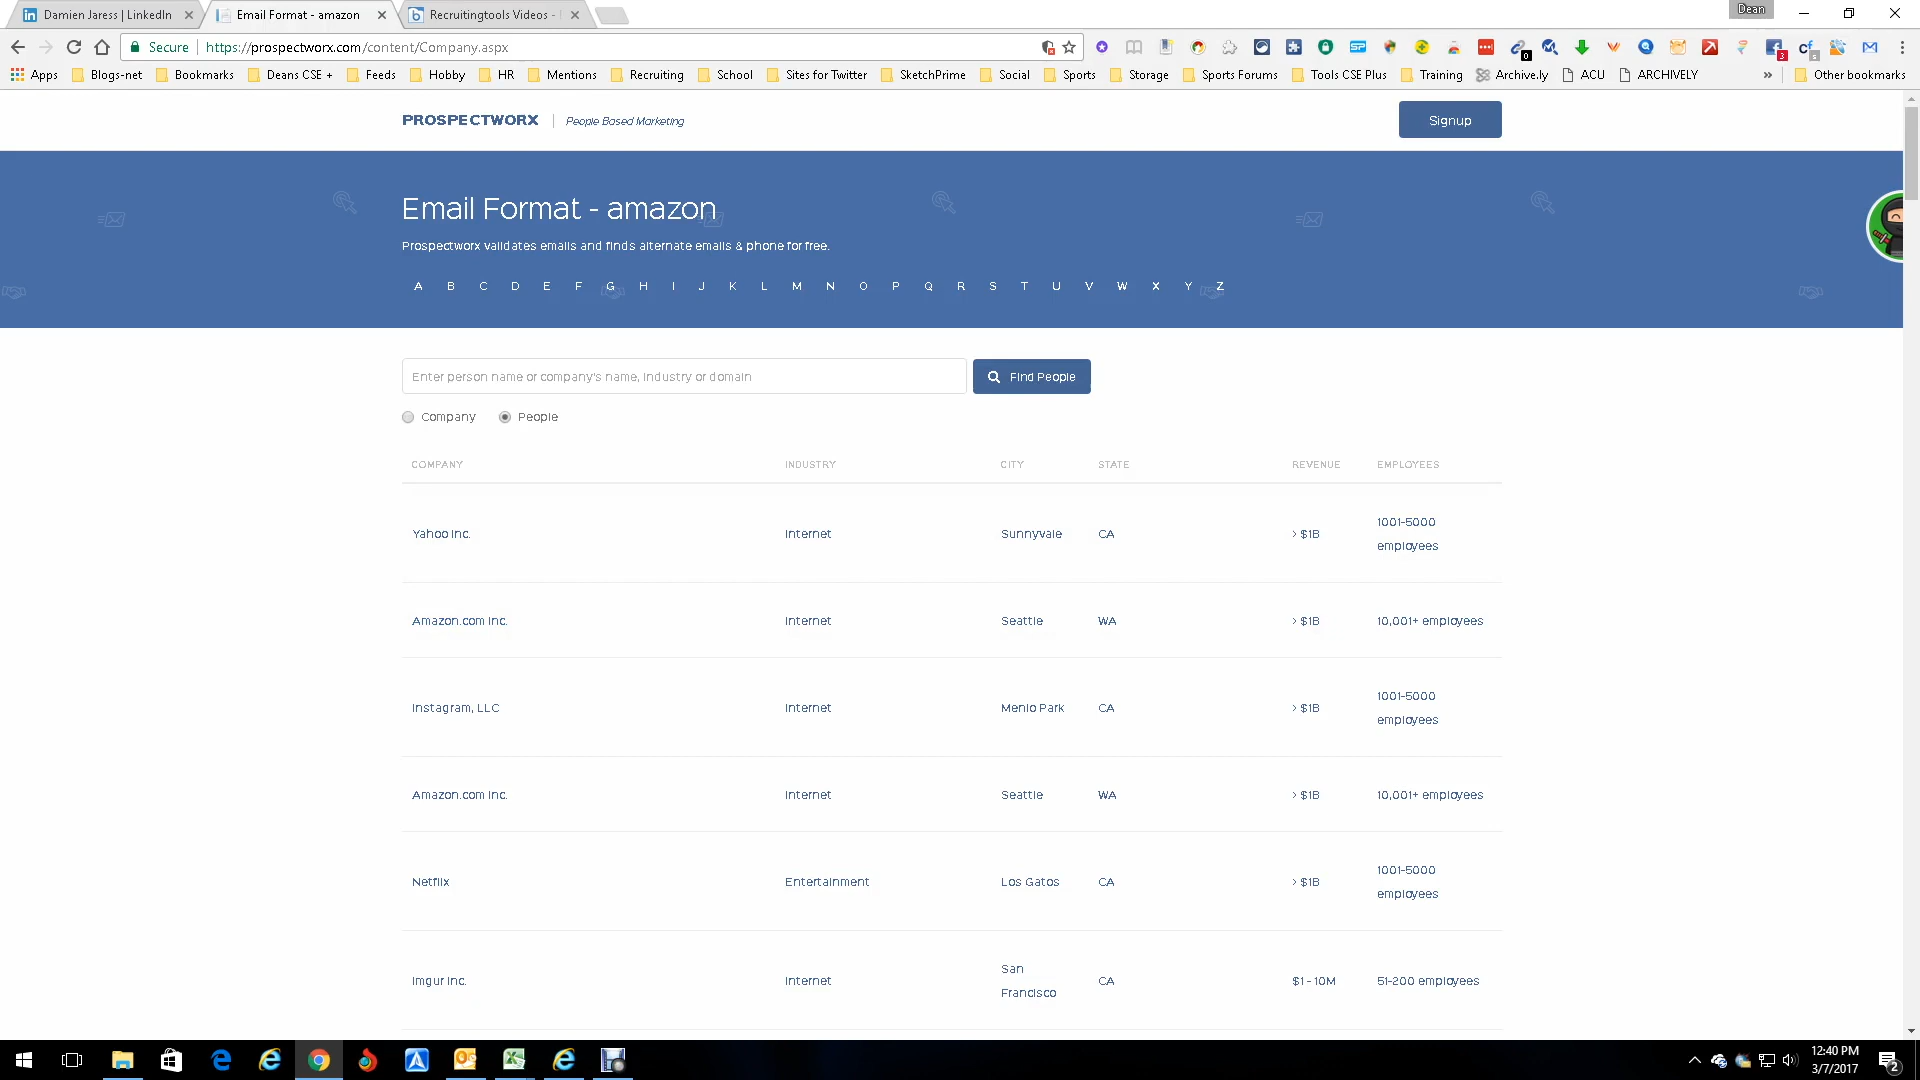 Damien Jaress | LinkedIn
Email Format - amazon
Recruitingtools Videos -
Dean
Secure
https://prospectworx.com/content/Company.aspx
Apps
Blogs-net
Bookmarks
Deans CSE +
Feeds
Hobby
HR
Mentions
Recruiting
School
Sites for Twitter
SketchPrime
Social
Sports
Storage
Sports Forums
Tools CSE Plus
Training
Archive.ly
ACU
ARCHIVELY
»
Other bookmarks
PROSPECTWORX
People Based Marketing
Signup
Email Format - amazon
Prospectworx validates emails and finds alternate emails & phone for free.
A B C D E F G H I J K L M N O P Q R S T U V W X Y Z
Enter person name or company's name, industry or domain
Find People
Company
People
COMPANY INDUSTRY CITY STATE REVENUE EMPLOYEES
Yahoo Inc. Internet Sunnyvale CA > $1B 1001-5000
employees
Amazon.com Inc. Internet Seattle WA > $1B 10,001+ employees
Instagram, LLC Internet Menlo Park CA > $1B 1001-5000
employees
Amazon.com Inc. Internet Seattle WA > $1B 10,001+ employees
Netflix Entertainment Los Gatos CA > $1B 1001-5000
employees
Imgur Inc. Internet San
Francisco CA $1 - 10M 51-200 employees
12:40 PM
3/7/2017
2